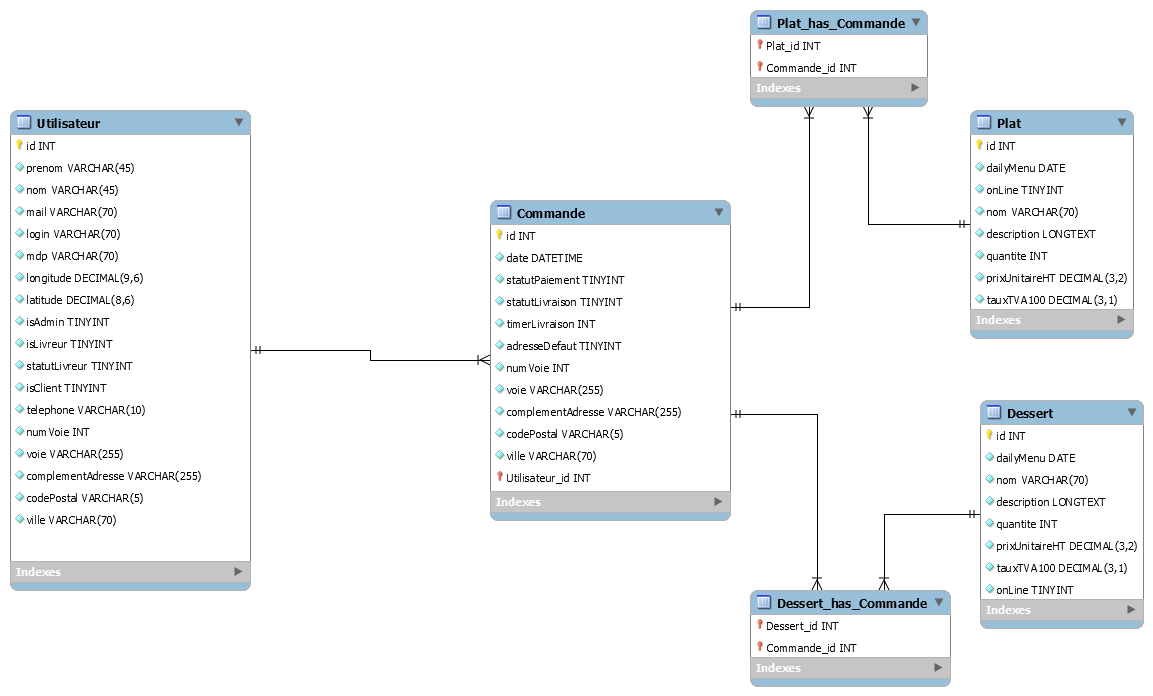 Utilisateur
id INT
prenom VARCHAR(45)
nom VARCHAR(45)
mail VARCHAR(70)
login VARCHAR(70)
mdp VARCHAR(70)
longitude DECIMAL(9,6)
latitude DECIMAL(8,6)
isAdmin TINYINT
isLivreur TINYINT
statutLivreur TINYINT
isClient TINYINT
telephone VARCHAR(10)
numVoie INT
voie VARCHAR(255)
complementAdresse VARCHAR(255)
codePostal VARCHAR(5)
ville VARCHAR(70)
Indexes
Commande
id INT
date DATETIME
statutPaiement TINYINT
statutLivraison TINYINT
timerLivraison INT
adresseDefaut TINYINT
numVoie INT
voie VARCHAR(255)
complementAdresse VARCHAR(255)
codePostal VARCHAR(5)
ville VARCHAR(70)
Utilisateur_id INT
Indexes
Plat_has_Commande
Plat_id INT
Commande_id INT
Indexes
Plat
id INT
dailyMenu DATE
onLine TINYINT
nom VARCHAR(70)
description LONGTEXT
quantite INT
prixUnitaireHT DECIMAL(3,2)
tauxTVA100 DECIMAL(3,1)
Indexes
Dessert
id INT
dailyMenu DATE
nom VARCHAR(70)
description LONGTEXT
quantite INT
prixUnitaireHT DECIMAL(3,2)
tauxTVA100 DECIMAL(3,1)
onLine TINYINT
Indexes
Dessert_has_Commande
Dessert_id INT
Commande_id INT
Indexes